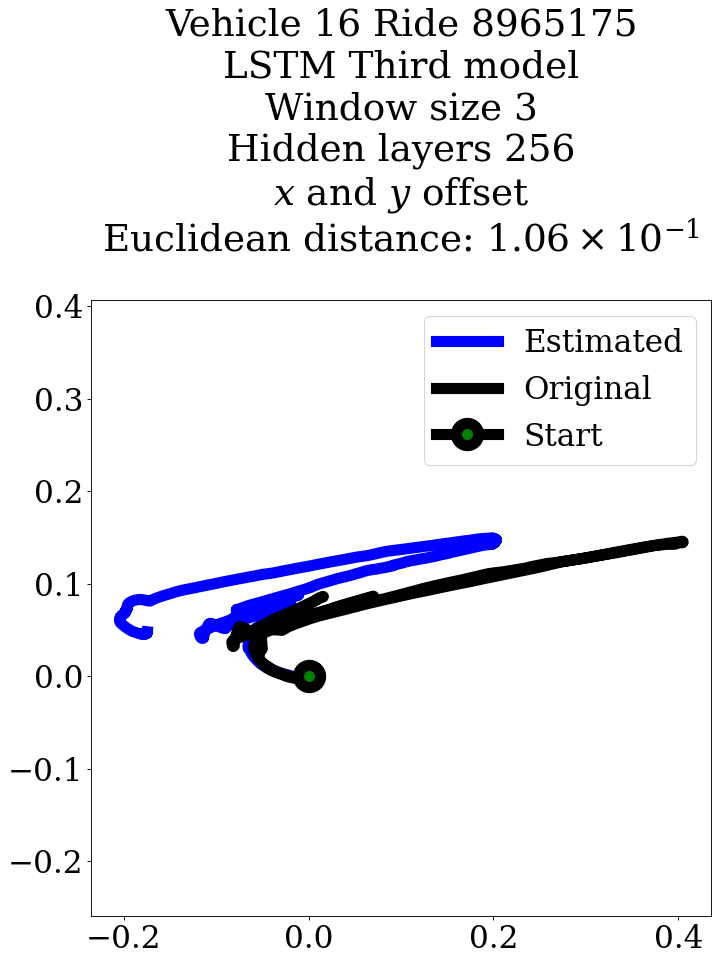 Vehicle 16 Ride 8965175
LSTM Third model
Window size 3
Hidden layers 256
x and y offset
Euclidean distance: 1.06 × 10⁻¹
0.4
0.3
0.2
0.1
0.0
−0.1
−0.2
Estimated
Original
Start
−0.2
0.0
0.2
0.4